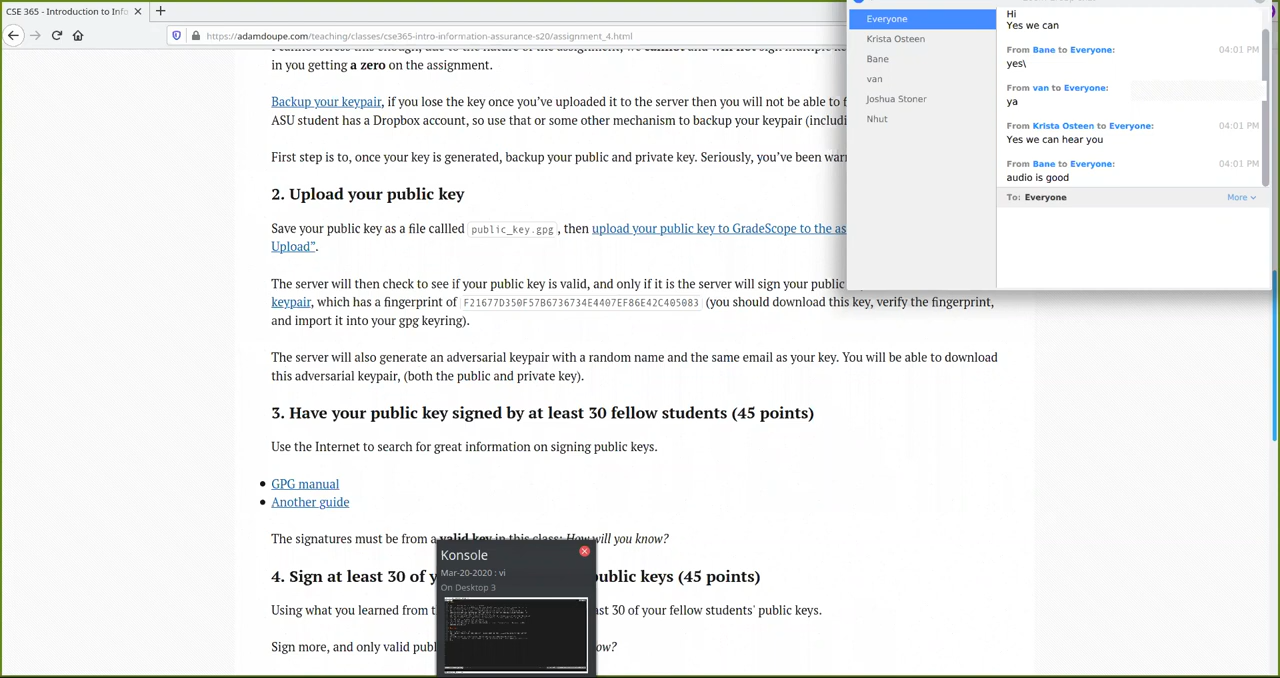 CSE 365 - Introduction to Info
https://adamdoupe.com/teaching/classes/cse365-intro-information-assurance-s20/assignment_4.html
in you getting a zero on the assignment.
Backup your keypair, if you lose the key once you've uploaded it to the server then you will not be able to
ASU student has a Dropbox account, so use that or some other mechanism to backup your keypair
First step is to, once your key is generated, backup your public and private key. Seriously, you've been
2. Upload your public key
Save your public key as a file callled public_key.gpg, then upload your public key to GradeScope to the
Upload”.
The server will then check to see if your public key is valid, and only if it is the server will sign your public
keypair, which has a fingerprint of F21677D350F57B6736734E4407EF86E42C405083 (you should download this key, verify the fingerprint,
and import it into your gpg keyring).
The server will also generate an adversarial keypair with a random name and the same email as your key. You will be able to download
this adversarial keypair, (both the public and private key).
3. Have your public key signed by at least 30 fellow students (45 points)
Use the Internet to search for great information on signing public keys.
GPG manual
Another guide
The signatures must be from a valid key in this class: How will you know?
4. Sign at least 30 of public keys (45 points)
Using what you learned from 30 of your fellow students' public keys.
Sign more, and only valid
Konsole
Mar-20-2020 : vi
On Desktop 3
Everyone
Krista Osteen
Bane
van
Joshua Stoner
Nhut
Hi
Yes we can
From Bane to Everyone: 04:01 PM
yes\
From van to Everyone:
ya
From Krista Osteen to Everyone: 04:01 PM
Yes we can hear you
From Bane to Everyone: 04:01 PM
audio is good
To: Everyone More